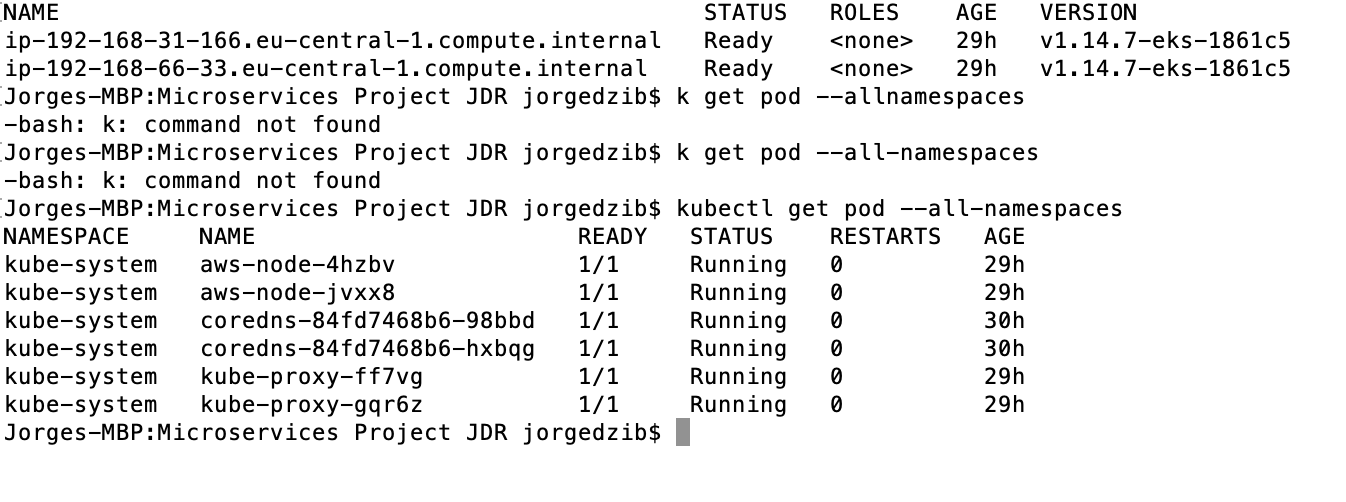 NAME STATUS ROLES AGE VERSION
ip-192-168-31-166.eu-central-1.compute.internal Ready <none> 29h v1.14.7-eks-1861c5
ip-192-168-66-33.eu-central-1.compute.internal Ready <none> 29h v1.14.7-eks-1861c5
Jorges-MBP:Microservices Project JDR jorgedzib$ k get pod --allnamespaces
-bash: k: command not found
Jorges-MBP:Microservices Project JDR jorgedzib$ k get pod --all-namespaces
-bash: k: command not found
Jorges-MBP:Microservices Project JDR jorgedzib$ kubectl get pod --all-namespaces
NAMESPACE NAME READY STATUS RESTARTS AGE
kube-system aws-node-4hzbv 1/1 Running 0 29h
kube-system aws-node-jvxx8 1/1 Running 0 29h
kube-system coredns-84fd7468b6-98bbd 1/1 Running 0 30h
kube-system coredns-84fd7468b6-hxbqg 1/1 Running 0 30h
kube-system kube-proxy-ff7vg 1/1 Running 0 29h
kube-system kube-proxy-gqr6z 1/1 Running 0 29h
Jorges-MBP:Microservices Project JDR jorgedzib$